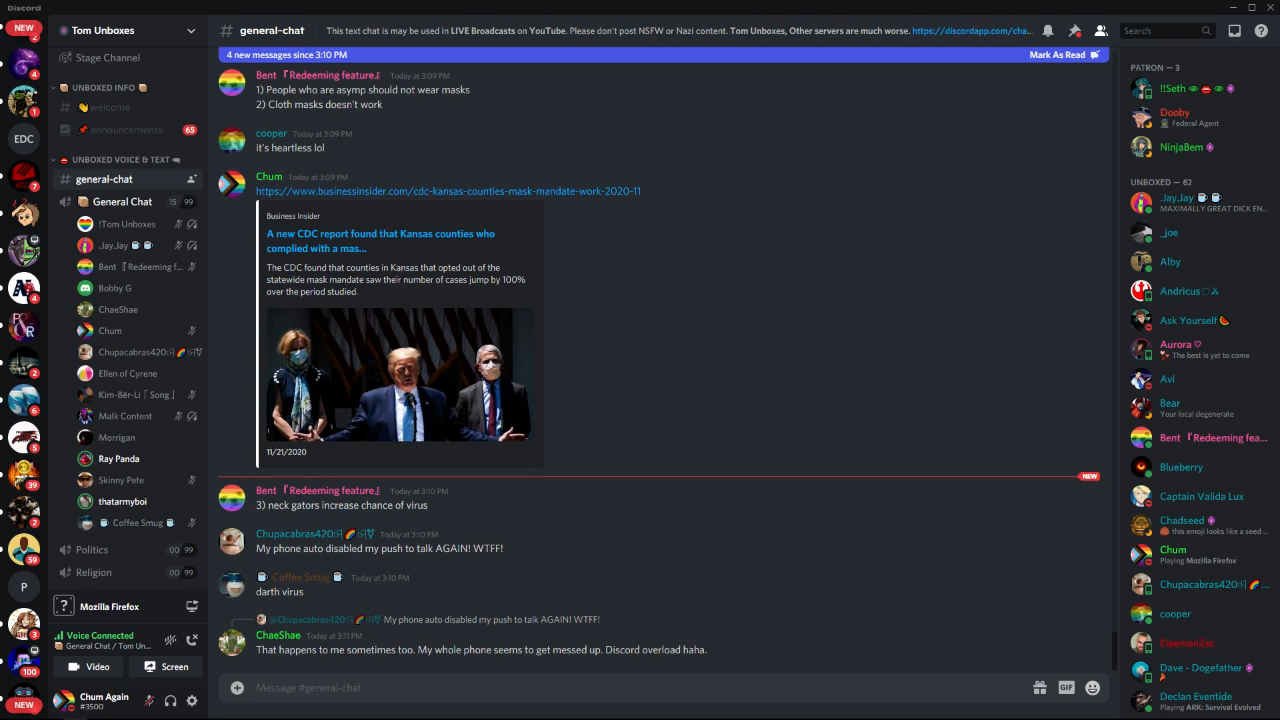 Discord
NEW
Tom Unboxes
# general-chat
This text chat is may be used in LIVE Broadcasts on YouTube. Please don't post NSFW or Nazi content. Tom Unboxes, Other servers are much worse. https://discordapp.com/cha...
Search
4 new messages since 3:10 PM
Mark As Read
2
4
1
EDC
7
4
2
6
5
39
2
59
P
3
100
NEW
Stage Channel
UNBOXED INFO
# welcome
announcements
65
UNBOXED VOICE & TEXT
# general-chat
General Chat
15 99
!Tom Unboxes
.Jay.Jay
Bent『Redeeming f...
Bobby G
ChaeShae
Chum
Chupacabras420
Ellen of Cyrene
Kim-Bêr-Li「 Song 」
Malk Content
Morrigan
Ray Panda
Skinny Pete
thatarmyboi
Coffee Smug
Politics
00 99
Religion
00 99
?
Mozilla Firefox
Voice Connected
General Chat / Tom Un...
Video
Screen
Chum Again
#3500
Bent『Redeeming feature』 Today at 3:09 PM
1) People who are asymp should not wear masks
2) Cloth masks doesn't work
cooper Today at 3:09 PM
it's heartless lol
Chum Today at 3:09 PM
https://www.businessinsider.com/cdc-kansas-counties-mask-mandate-work-2020-11
Business Insider
A new CDC report found that Kansas counties who
complied with a mas...
The CDC found that counties in Kansas that opted out of the
statewide mask mandate saw their number of cases jump by 100%
over the period studied.
11/21/2020
NEW
Bent『Redeeming feature』 Today at 3:10 PM
3) neck gators increase chance of virus
Chupacabras420 Today at 3:10 PM
My phone auto disabled my push to talk AGAIN! WTFF!
Coffee Smug Today at 3:10 PM
darth virus
@Chupacabras420 My phone auto disabled my push to talk AGAIN! WTFF!
ChaeShae Today at 3:11 PM
That happens to me sometimes too. My whole phone seems to get messed up. Discord overload haha.
Message #general-chat
GIF
PATRON — 3
!!Seth
Dooby
Federal Agent
NinjaBem
UNBOXED — 62
.Jay.Jay
MAXIMALLY GREAT DICK EN...
_joe
Alby
Andricus
Ask Yourself
Aurora ♡
The best is yet to come
Avi
Bear
Your local degenerate
Bent『Redeeming fea...
Blueberry
Captain Valida Lux
Chadseed
this emoji looks like a seed ...
Chum
Playing Mozilla Firefox
Chupacabras420 ...
cooper
Dave - Dogefather
Declan Eventide
Playing ARK: Survival Evolved